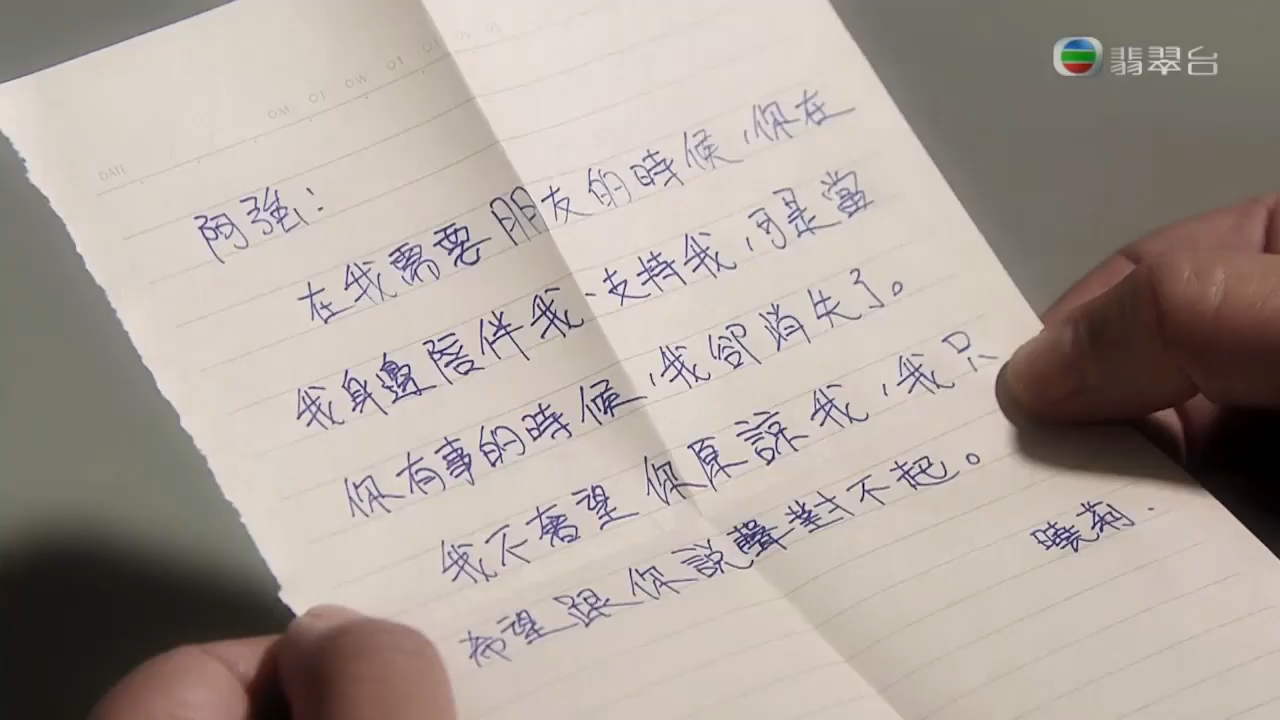 翡翠台
DATE
阿強：
在我需要朋友的時候，你在
我身邊陪伴我、支持我，可是當
你有事的時候，我卻消失了。
我不奢望你原諒我，我只
希望跟你説聲對不起。